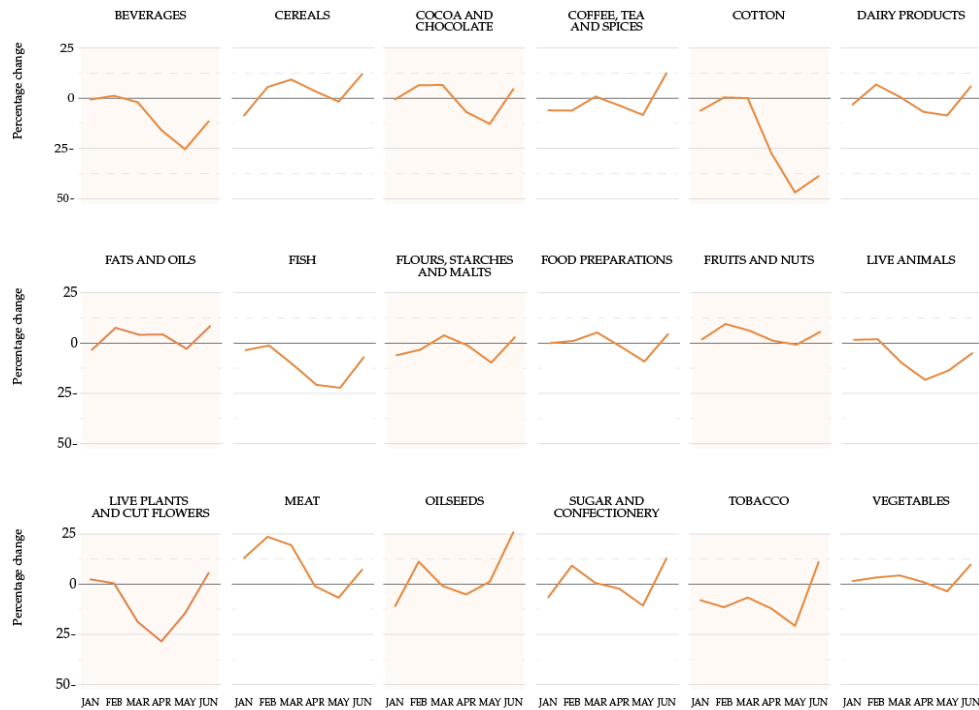 BEVERAGES
CEREALS
COCOA AND
CHOCOLATE
COFFEE, TEA
AND SPICES
COTTON
DAIRY PRODUCTS
Percentage change
25
0
25-
50-
FATS AND OILS
FISH
FLOURS, STARCHES
AND MALTS
FOOD PREPARATIONS
FRUITS AND NUTS
LIVE ANIMALS
Percentage change
25
0
25-
50-
LIVE PLANTS
AND CUT FLOWERS
MEAT
OILSEEDS
SUGAR AND
CONFECTIONERY
TOBACCO
VEGETABLES
Percentage change
25
0
25-
50-
JAN FEB MAR APR MAY JUN
JAN FEB MAR APR MAY JUN
JAN FEB MAR APR MAY JUN
JAN FEB MAR APR MAY JUN
JAN FEB MAR APR MAY JUN
JAN FEB MAR APR MAY JUN